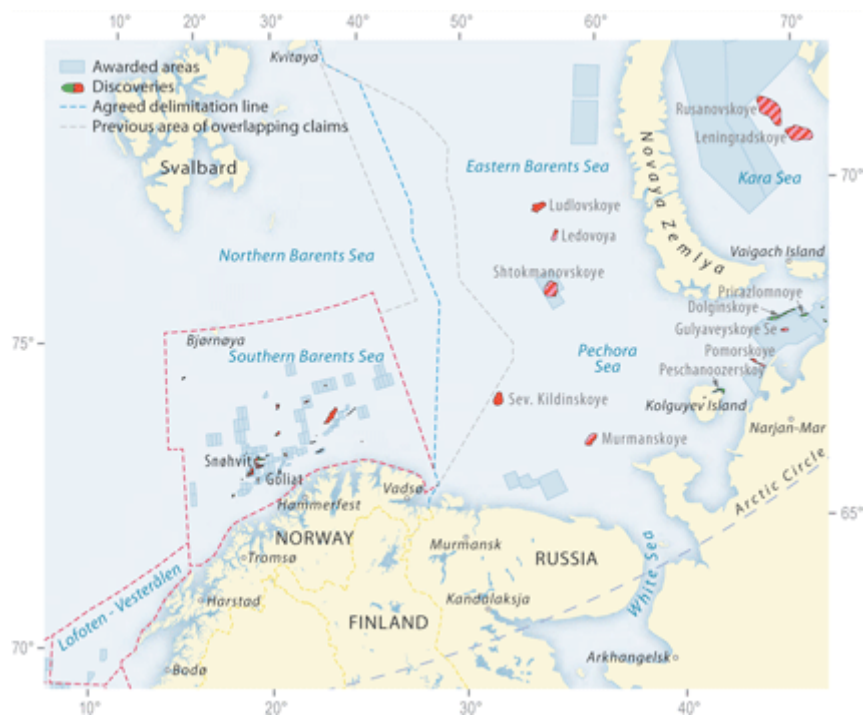 10° 20° 30° 40° 50° 60° 70°
Kvitøya
Awarded areas
Discoveries
Agreed delimitation line
Previous area of overlapping claims
Svalbard
Rusanovskoye
Leningradskoye
Novaya Zemlya
Eastern Barents Sea
Kara Sea
70°
Ludlovskoye
Ledovoya
Northern Barents Sea
Vaigach Island
Shtokmanovskoye
Prirazlomnoye
Dolginskoye
Gulyaveyskoye Se
75°
Bjørnøya
Southern Barents Sea
Pechora
Sea
Pomorskoye
Peschanoozerskoy
Sev. Kildinskoye
Kolguyev Island
Narjan-Mar
Murmanskoye
Snøhvit
Goliat
Vadsø
Hammerfest
Arctic Circle
65°
NORWAY
Murmansk
RUSSIA
Tromsø
White Sea
Harstad
Kandalaksja
Lofoten - Vesterålen
FINLAND
70°
Bodø
Arkhangelsk
10° 20° 30° 40°